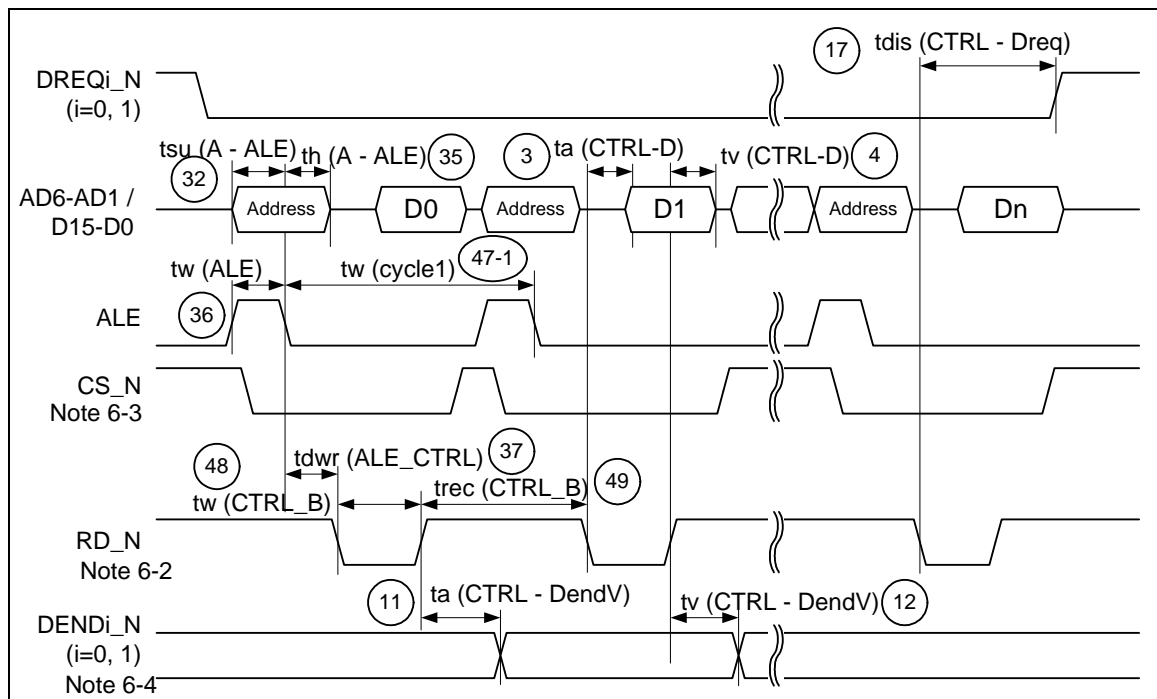 17
tdis (CTRL - Dreq)
DREQi_N
(i=0, 1)
tsu (A - ALE)
th (A - ALE)
35
3
ta (CTRL-D)
tv (CTRL-D)
4
32
AD6-AD1 /
D15-D0
Address
D0
Address
D1
Address
Dn
tw (ALE)
tw (cycle1)
47-1
36
ALE
CS_N
Note 6-3
48
tdwr (ALE_CTRL)
37
tw (CTRL_B)
trec (CTRL_B)
49
RD_N
Note 6-2
11
ta (CTRL - DendV)
tv (CTRL - DendV)
12
DENDi_N
(i=0, 1)
Note 6-4